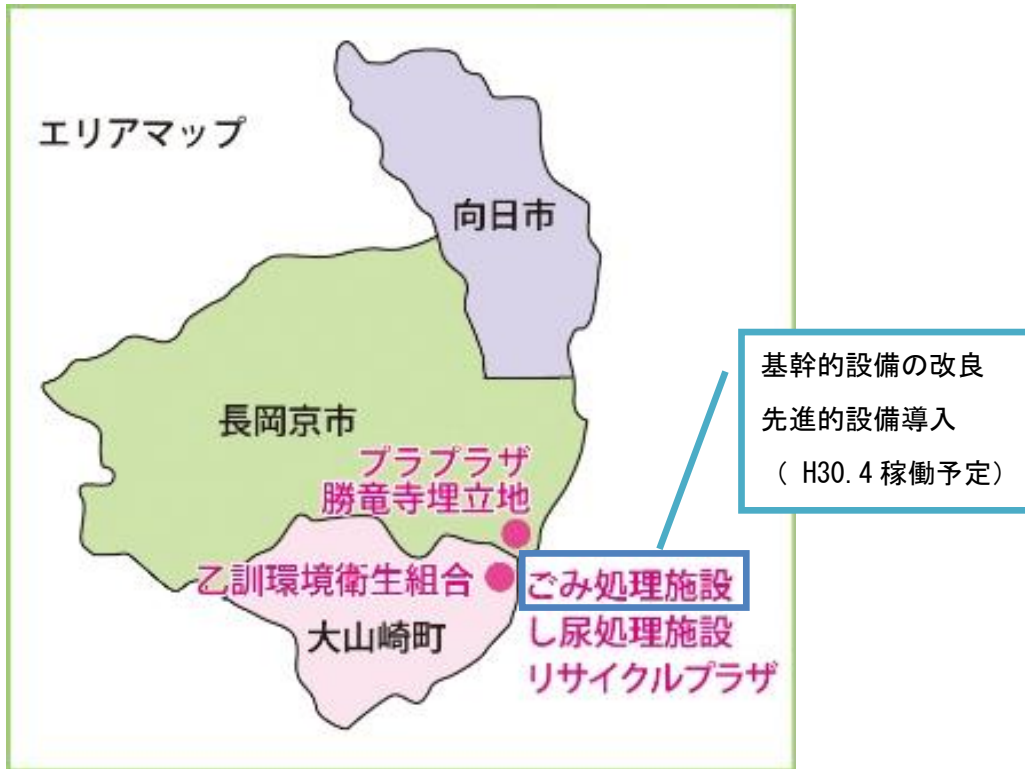 エリアマップ
向日市
長岡京市
プラプラザ
勝竜寺埋立地
乙訓環境衛生組合
大山崎町
ごみ処理施設
し尿処理施設
リサイクルプラザ
基幹的設備の改良
先進的設備導入
（ H30.4 稼働予定）